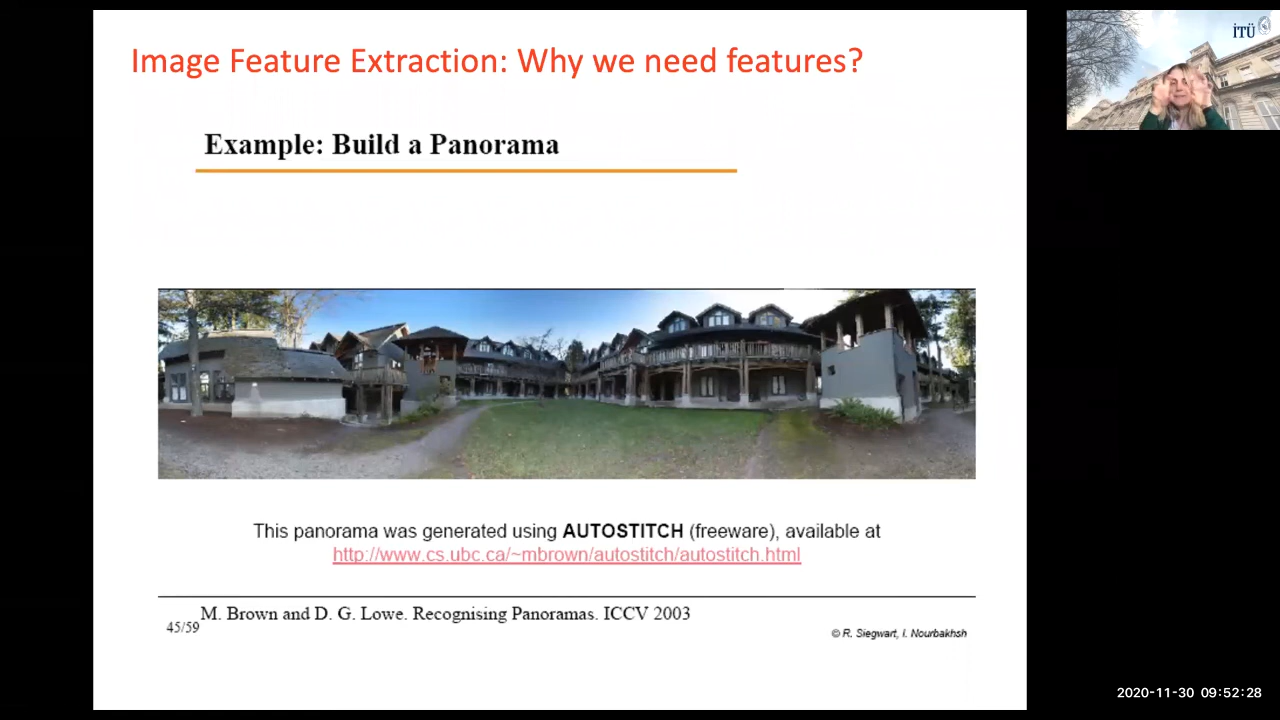 Image Feature Extraction: Why we need features?
İTÜ
Example: Build a Panorama
This panorama was generated using AUTOSTITCH (freeware), available at
http://www.cs.ubc.ca/~mbrown/autostitch/autostitch.html
M. Brown and D. G. Lowe. Recognising Panoramas. ICCV 2003
45/59
© R. Siegwart, I. Nourbakhsh
2020-11-30 09:52:28